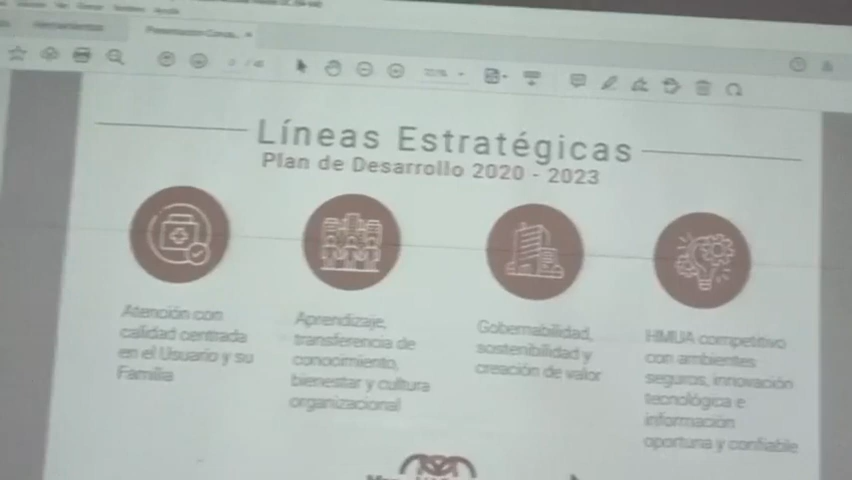 Herramientas
Líneas Estratégicas
Plan de Desarrollo 2020 - 2023
Atención con
calidad centrada
en el Usuario y su
Familia
Aprendizaje,
transferencia de
conocimiento,
bienestar y cultura
organizacional
Gobernabilidad,
sostenibilidad y
creación de valor
HMUA competitivo
con ambientes
seguros, innovación
tecnológica e
información
oportuna y confiable